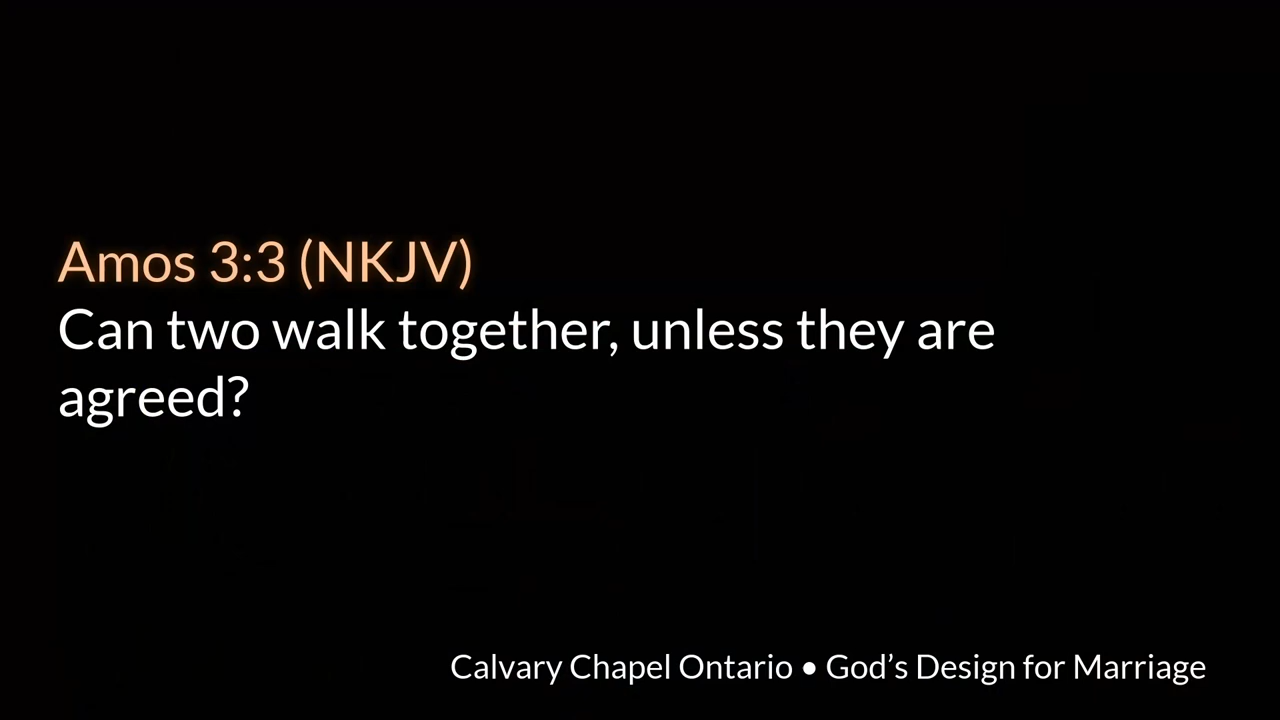 Amos 3:3 (NKJV)
Can two walk together, unless they are
agreed?
Calvary Chapel Ontario • God’s Design for Marriage